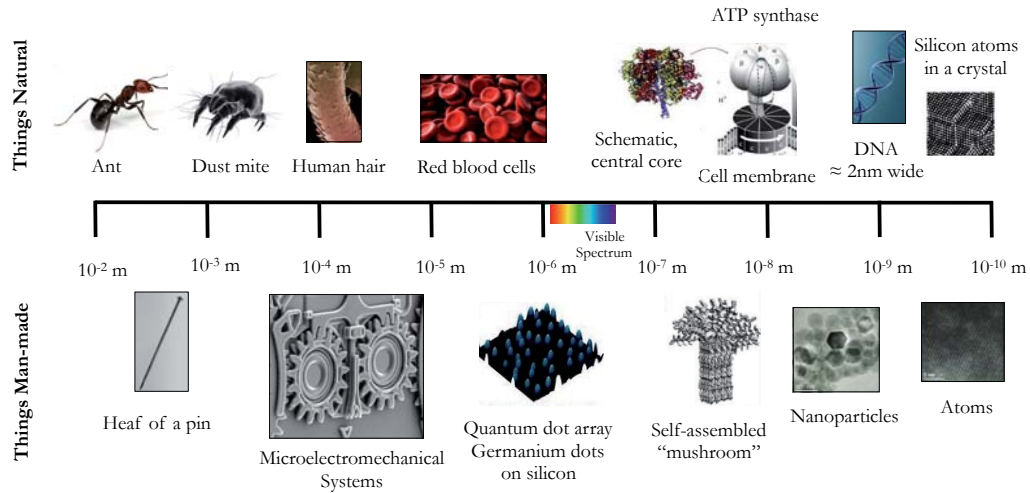 Things Natural
ATP synthase
Silicon atoms
in a crystal
Ant
Dust mite
Human hair
Red blood cells
Schematic,
central core
Cell membrane
DNA
≈ 2nm wide
Visible
Spectrum
10⁻² m
10⁻³ m
10⁻⁴ m
10⁻⁵ m
10⁻⁶ m
10⁻⁷ m
10⁻⁸ m
10⁻⁹ m
10⁻¹⁰ m
Things Man-made
Heaf of a pin
Microelectromechanical
Systems
Quantum dot array
Germanium dots
on silicon
Self-assembled
“mushroom”
Nanoparticles
Atoms